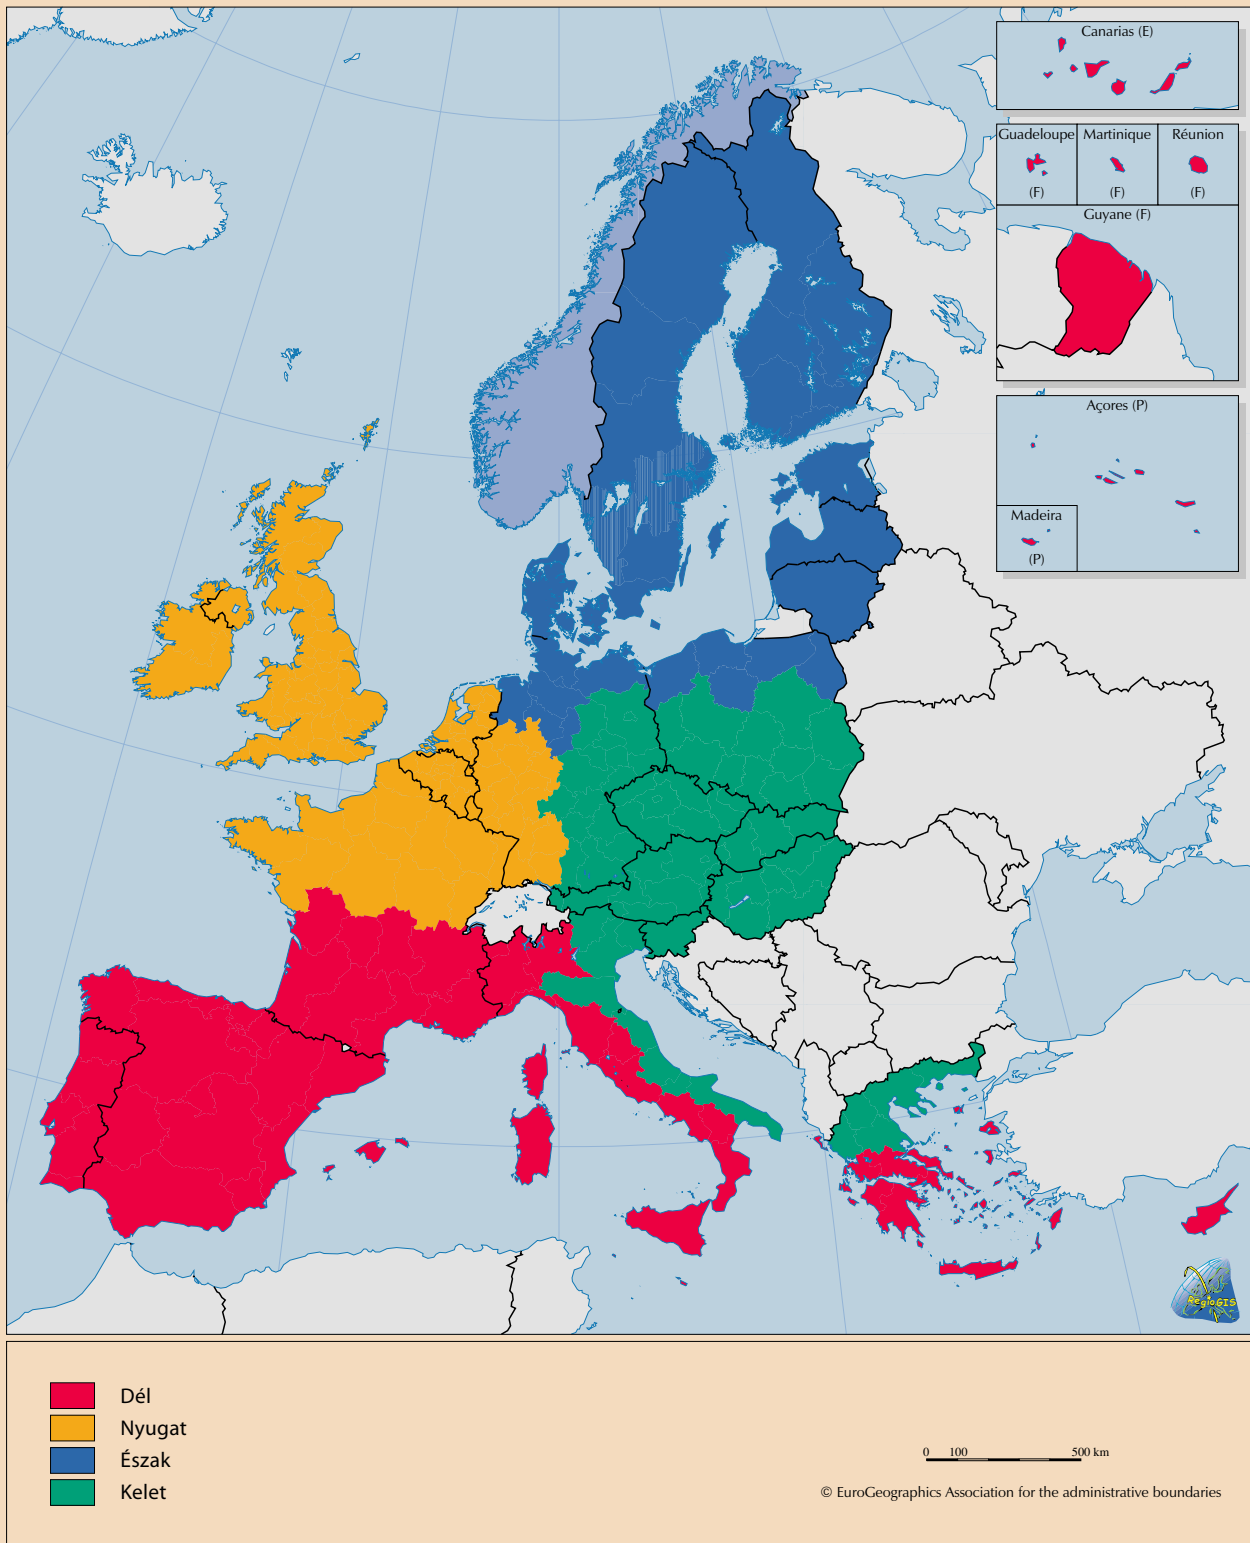 Canarias (E)
Guadeloupe
Martinique
Réunion
(F)
(F)
(F)
Guyane (F)
Açores (P)
Madeira
(P)
RegioGIS
Dél
Nyugat
Észak
Kelet
0 100 500 km
© EuroGeographics Association for the administrative boundaries